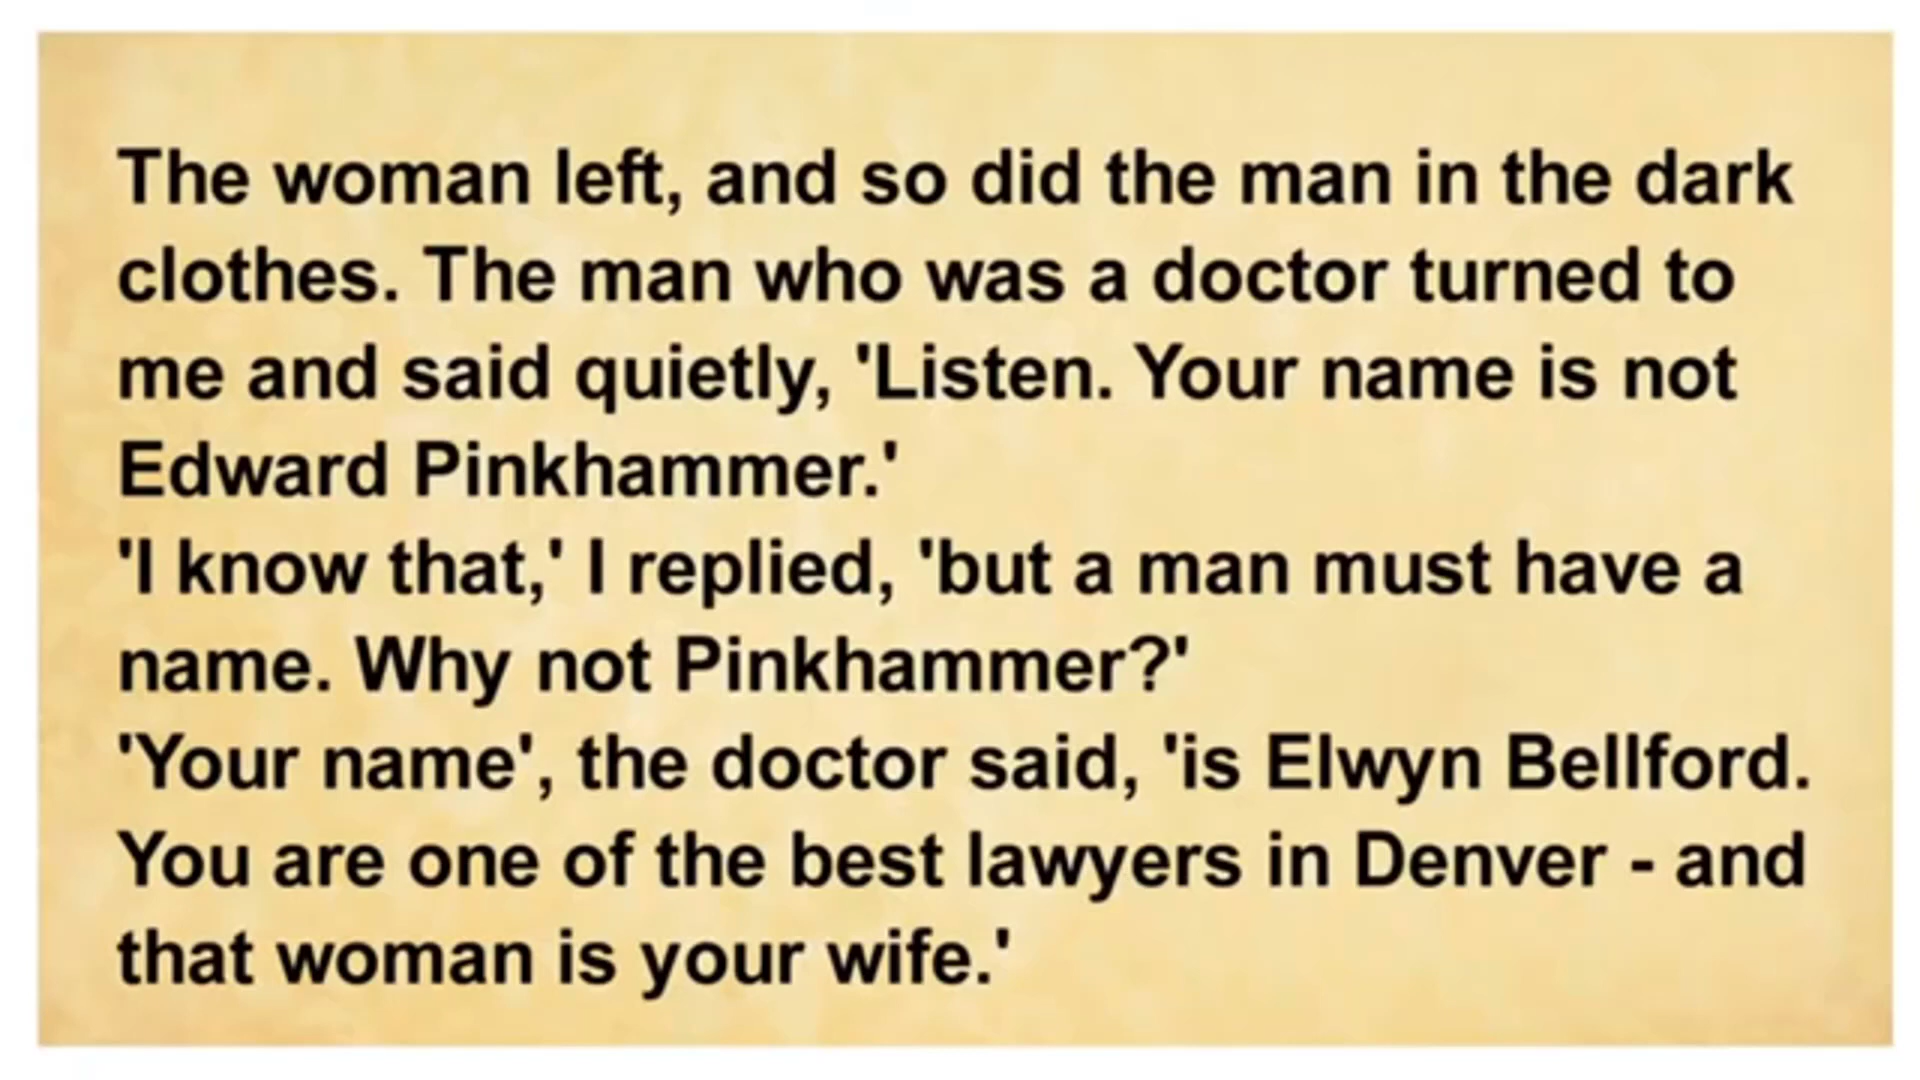 The woman left, and so did the man in the dark
clothes. The man who was a doctor turned to
me and said quietly, 'Listen. Your name is not
Edward Pinkhammer.'
'I know that,' I replied, 'but a man must have a
name. Why not Pinkhammer?'
'Your name', the doctor said, 'is Elwyn Bellford.
You are one of the best lawyers in Denver - and
that woman is your wife.'